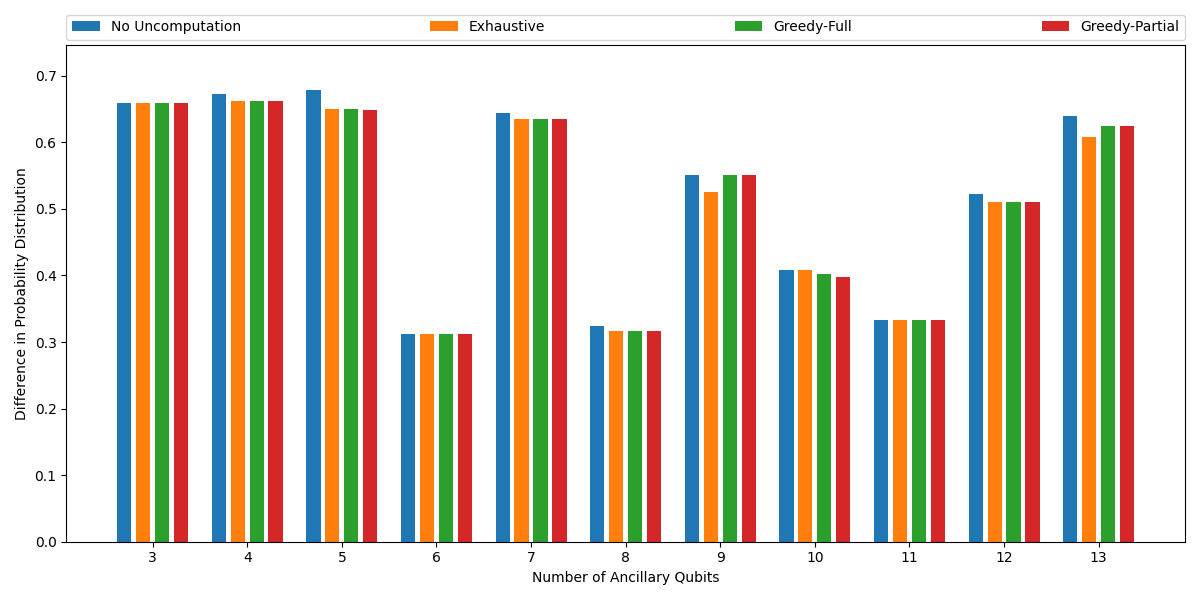 No Uncomputation Exhaustive Greedy-Full Greedy-Partial
Difference in Probability Distribution
0.7
0.6
0.5
0.4
0.3
0.2
0.1
0.0
3 4 5 6 7 8 9 10 11 12 13
Number of Ancillary Qubits